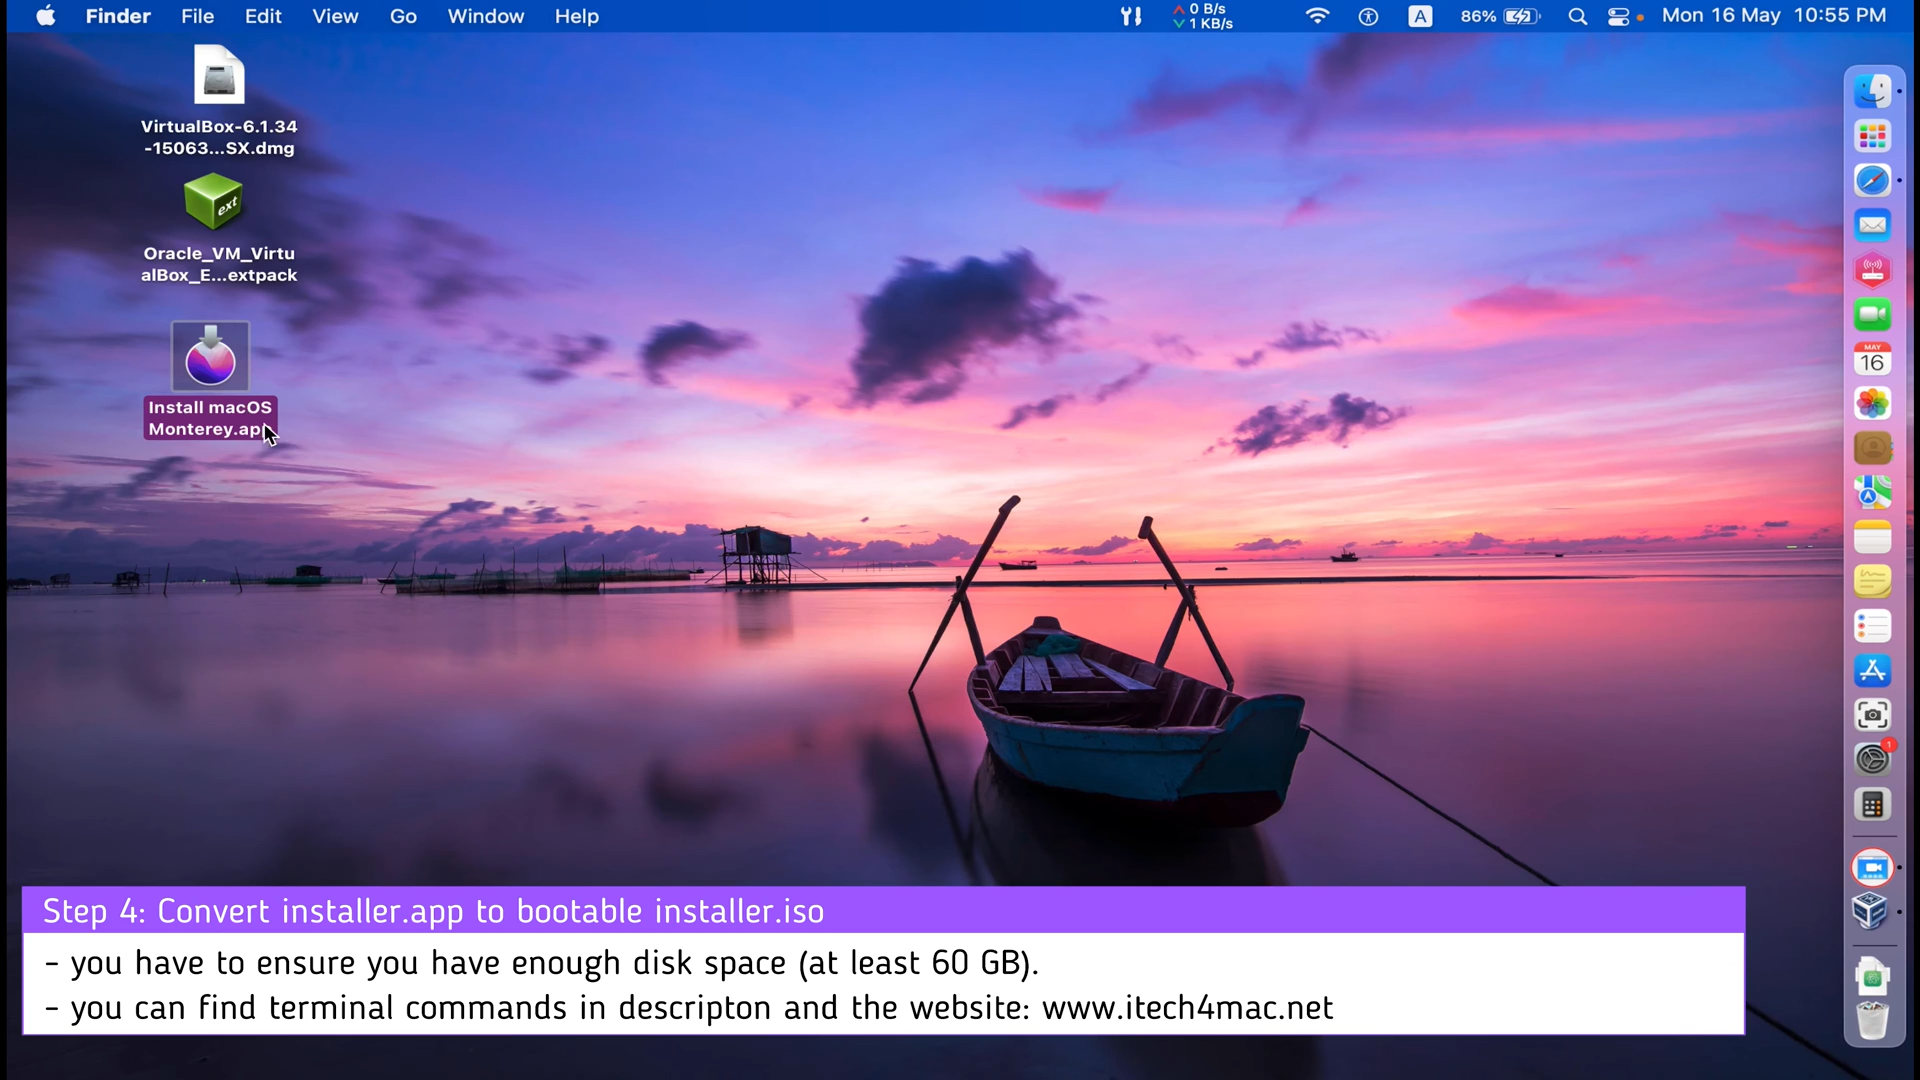 Finder File Edit View Go Window Help 0 B/s 1 KB/s A 86% Mon 16 May 10:55 PM
VirtualBox-6.1.34
-15063...SX.dmg
ext
Oracle_VM_Virtu
alBox_E...extpack
Install macOS
Monterey.app
MAY
16
1
Step 4: Convert installer.app to bootable installer.iso
- you have to ensure you have enough disk space (at least 60 GB).
- you can find terminal commands in descripton and the website: www.itech4mac.net